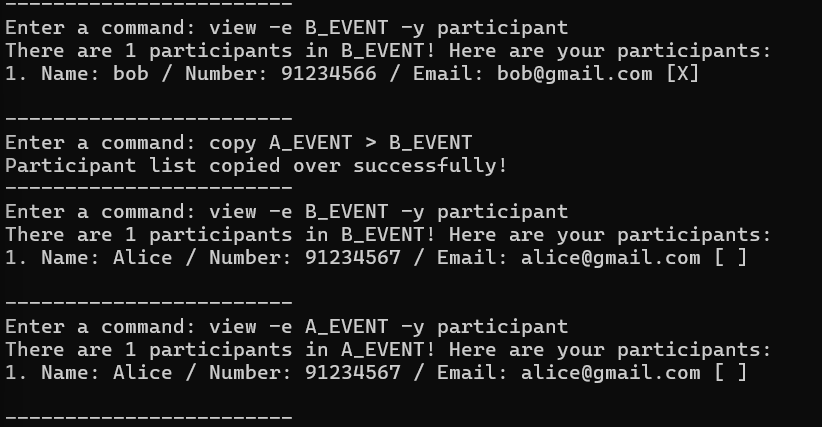 ------------------------
Enter a command: view -e B_EVENT -y participant
There are 1 participants in B_EVENT! Here are your participants:
1. Name: bob / Number: 91234566 / Email: bob@gmail.com [X]
------------------------
Enter a command: copy A_EVENT > B_EVENT
Participant list copied over successfully!
------------------------
Enter a command: view -e B_EVENT -y participant
There are 1 participants in B_EVENT! Here are your participants:
1. Name: Alice / Number: 91234567 / Email: alice@gmail.com [ ]
------------------------
Enter a command: view -e A_EVENT -y participant
There are 1 participants in A_EVENT! Here are your participants:
1. Name: Alice / Number: 91234567 / Email: alice@gmail.com [ ]
------------------------